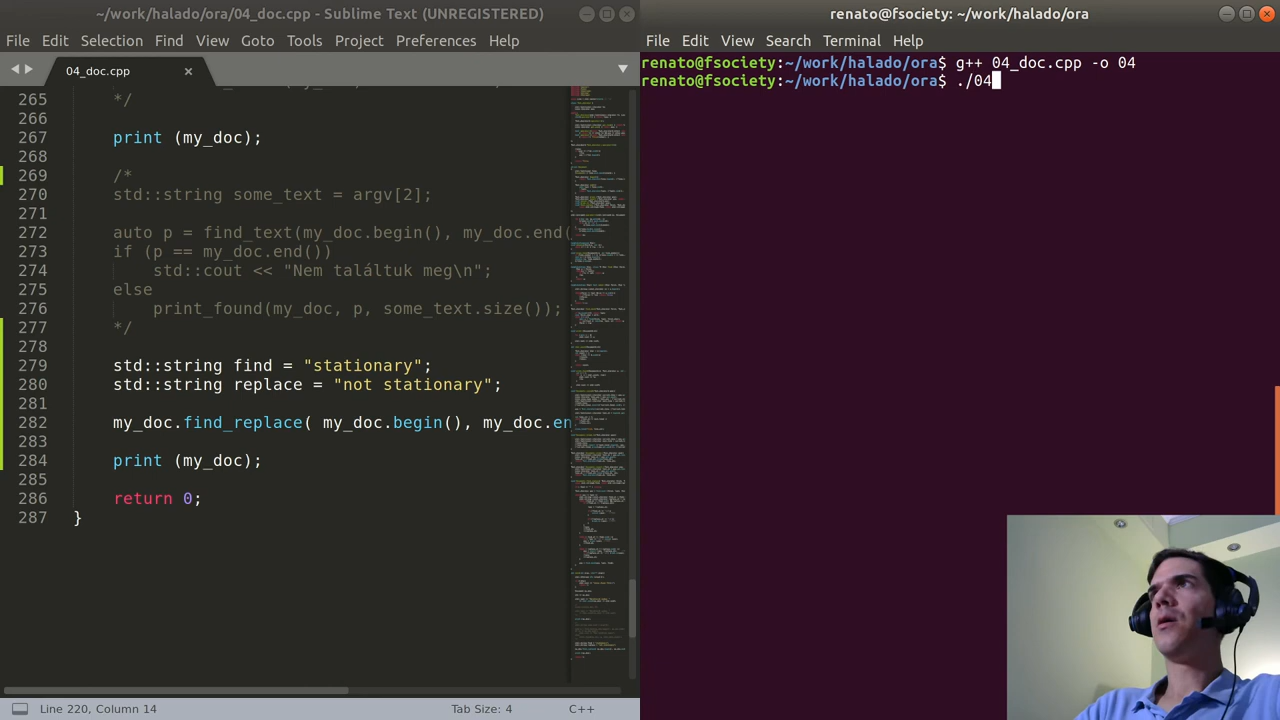 ~/work/halado/ora/04_doc.cpp - Sublime Text (UNREGISTERED)
File Edit Selection Find View Goto Tools Project Preferences Help
04_doc.cpp
265 */
266
267 print (my_doc);
268
269 /*
270 std::string some_text = argv[2];
271
272 auto p = find_text(my_doc.begin(), my_doc.end(
273 if (p == my_doc.end())
274 std::cout << "Nem találtuk meg\n";
275 else
276 print_found(my_doc, p, some_text.size());
277 */
278
279 std::string find = "stationary";
280 std::string replace = "not stationary";
281
282 my_doc.find_replace( my_doc.begin(), my_doc.en
283
284 print (my_doc);
285
286 return 0;
287 }
Line 220, Column 14
Tab Size: 4
C++
renato@fsociety: ~/work/halado/ora
File Edit View Search Terminal Help
renato@fsociety:~/work/halado/ora$ g++ 04_doc.cpp -o 04
renato@fsociety:~/work/halado/ora$ ./04